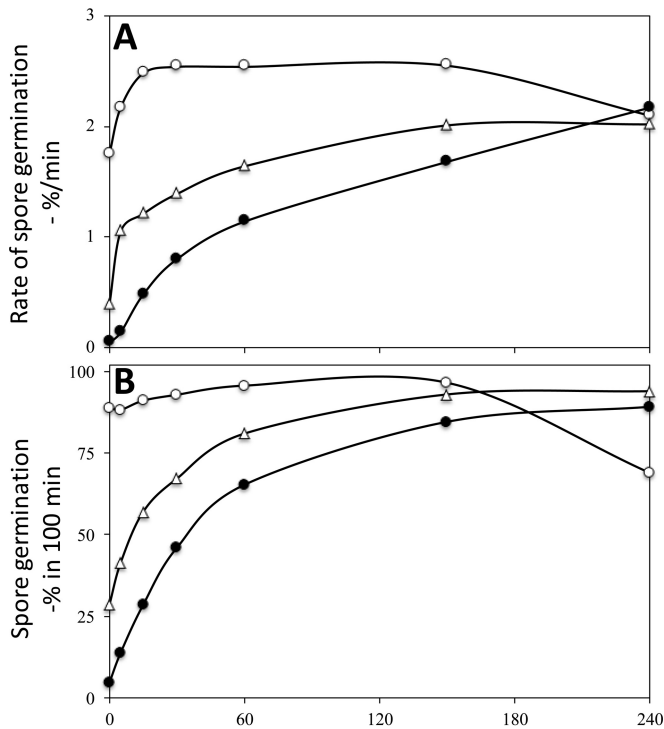 A
3
2
1
0
Rate of spore germination
- %/min
B
100
75
50
25
0
Spore germination
-% in 100 min
0 60 120 180 240